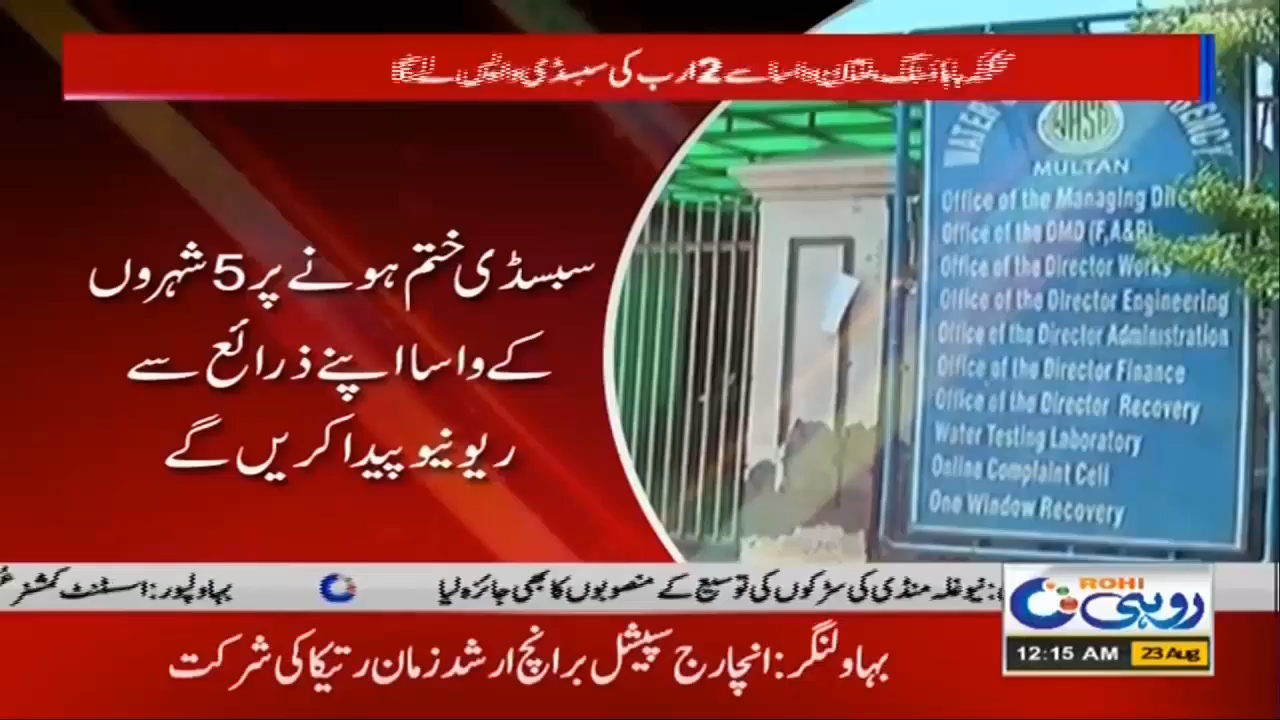 سے 2 ارب کی سبسڈی
سبسڈی ختم ہونے پر 5 شہروں
کے واسا اپنے ذرائع سے
ریونیو پیدا کریں گے
WATER
WASA
MULTAN
Office of the Managing
Office of the DMD (F,A&R)
Office of the Director Works
Office of the Director Engineering
Office of the Director Administration
Office of the Director Finance
Office of the Director Recovery
Water Testing Laboratory
Online Complaint Cell
One Window Recovery
نیو غلہ منڈی کی سڑکوں کی توسیع کے منصوبوں کا بھی جائزہ لیا
بہاولپور: اسسٹنٹ کمشنر
ROHI
روہی
12:15 AM 23 Aug
بہاولنگر: انچارج سپیشل برانچ ارشد زمان رتیکا کی شرکت